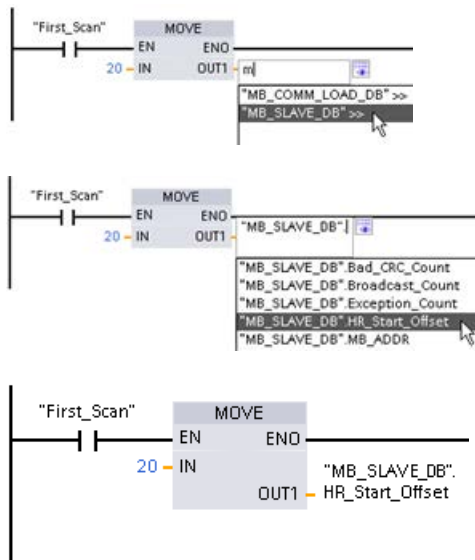 "First_Scan"
MOVE
EN ENO
20 IN OUT1 m
"MB_COMM_LOAD_DB" >>
"MB_SLAVE_DB" >>
"First_Scan"
MOVE
EN ENO
20 IN OUT1 "MB_SLAVE_DB".
"MB_SLAVE_DB".Bad_CRC_Count
"MB_SLAVE_DB".Broadcast_Count
"MB_SLAVE_DB".Exception_Count
"MB_SLAVE_DB".HR_Start_Offset
"MB_SLAVE_DB".MB_ADDR
"First_Scan"
MOVE
EN ENO
20 IN
"MB_SLAVE_DB".
OUT1 HR_Start_Offset